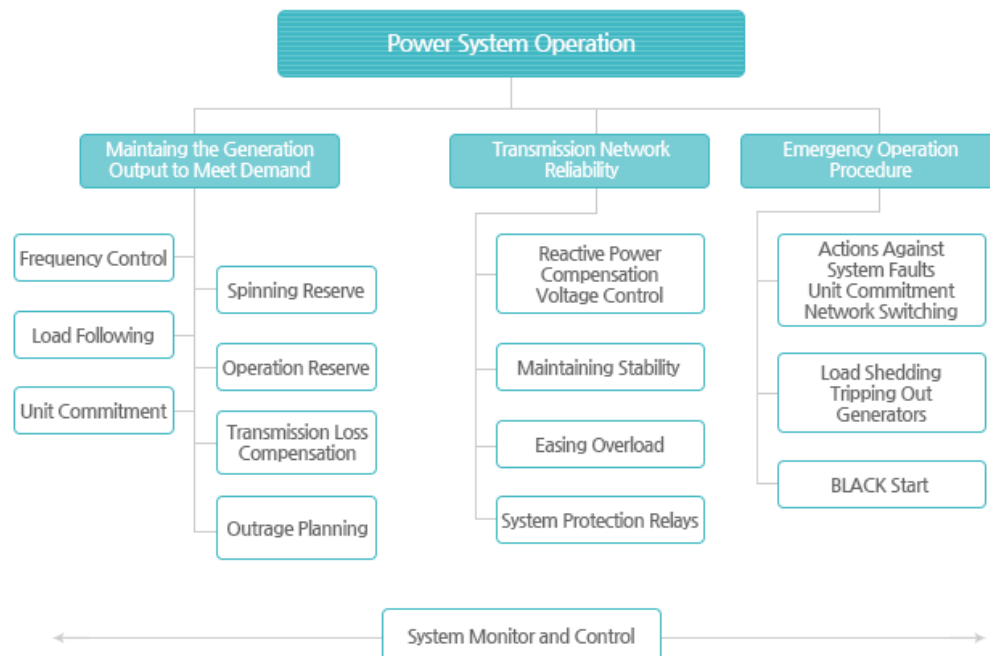 Power System Operation
Maintaing the Generation
Output to Meet Demand
Frequency Control
Load Following
Unit Commitment
Spinning Reserve
Operation Reserve
Transmission Loss
Compensation
Outrage Planning
Transmission Network
Reliability
Reactive Power
Compensation
Voltage Control
Maintaining Stability
Easing Overload
System Protection Relays
Emergency Operation
Procedure
Actions Against
System Faults
Unit Commitment
Network Switching
Load Shedding
Tripping Out
Generators
BLACK Start
System Monitor and Control